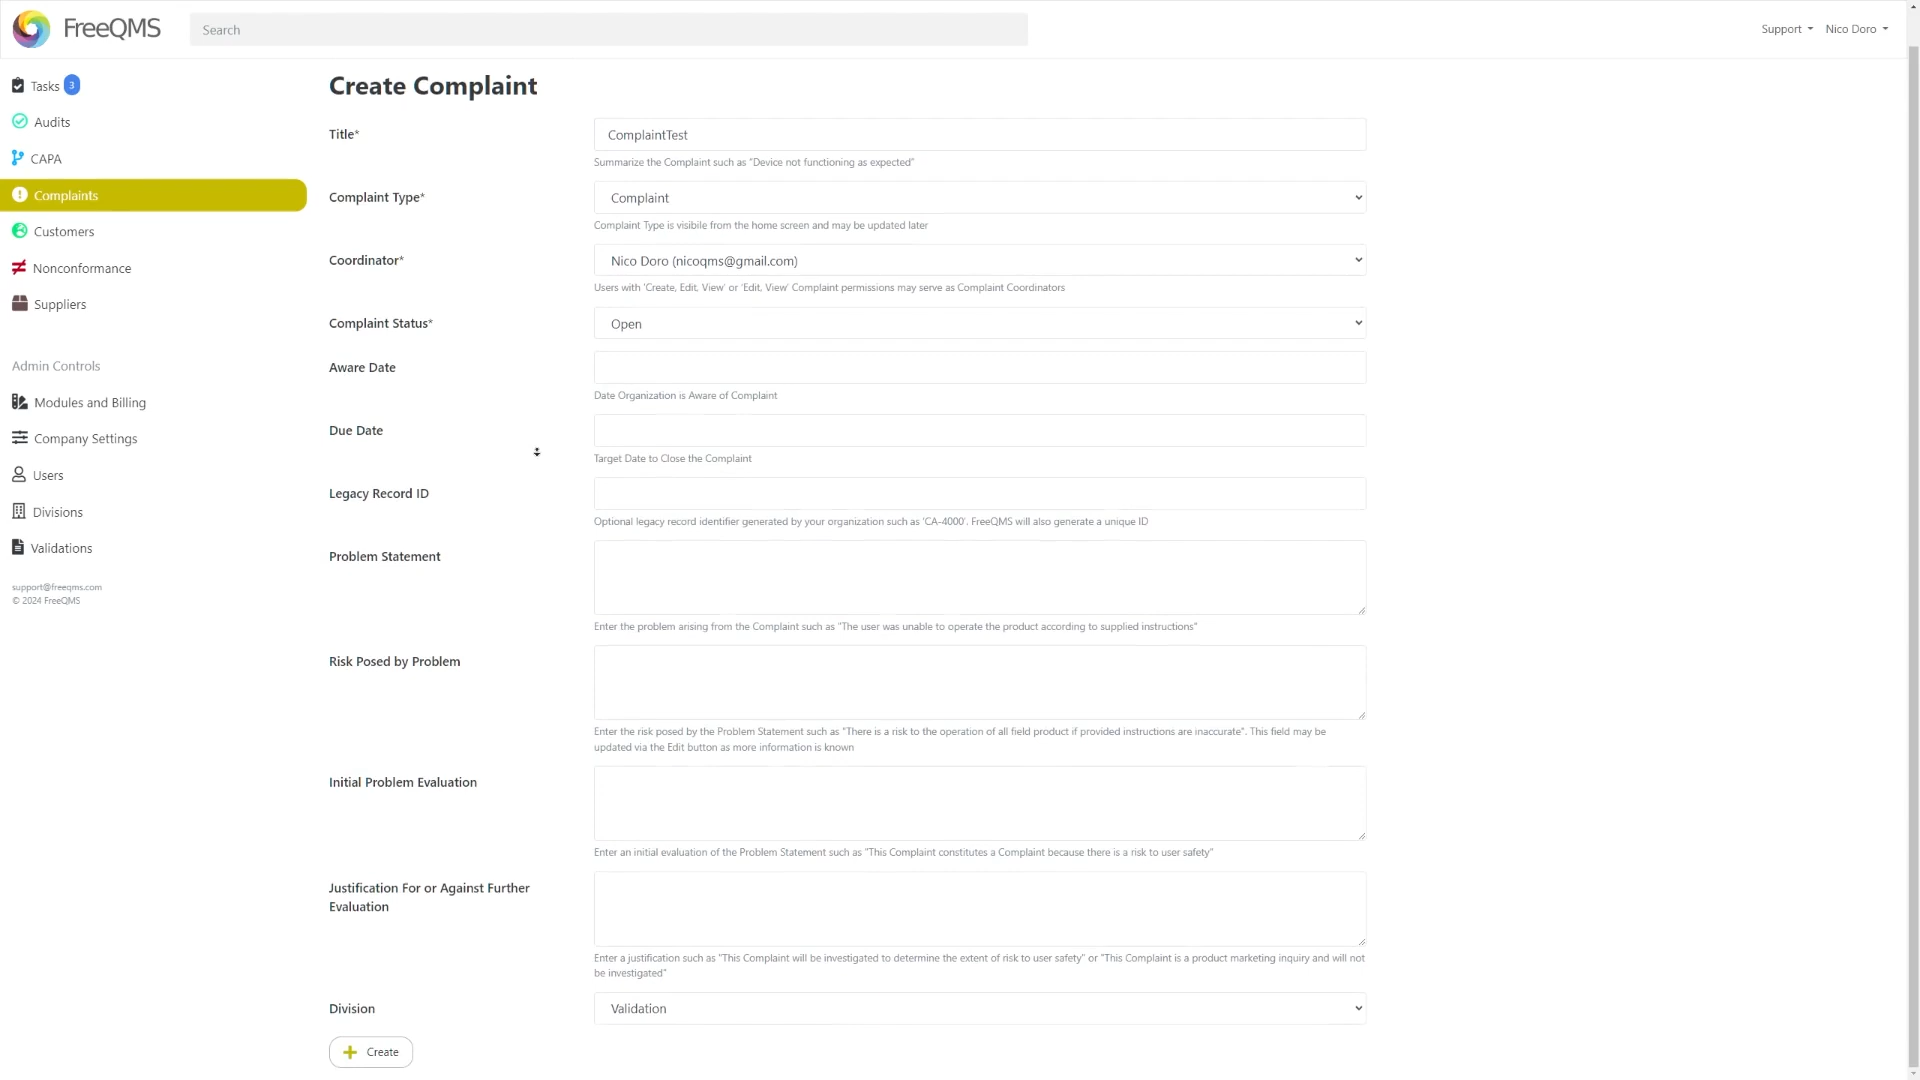 FreeQMS
Search
Support
Nico Doro
Tasks 3
Audits
CAPA
Complaints
Customers
Nonconformance
Suppliers
Admin Controls
Modules and Billing
Company Settings
Users
Divisions
Validations
support@freeqms.com
© 2024 FreeQMS
Create Complaint
Title*
ComplaintTest
Summarize the Complaint such as "Device not functioning as expected"
Complaint Type*
Complaint
Complaint Type is visibile from the home screen and may be updated later
Coordinator*
Nico Doro (nicoqms@gmail.com)
Users with 'Create, Edit, View' or 'Edit, View' Complaint permissions may serve as Complaint Coordinators
Complaint Status*
Open
Aware Date
Date Organization is Aware of Complaint
Due Date
Target Date to Close the Complaint
Legacy Record ID
Optional legacy record identifier generated by your organization such as 'CA-4000'. FreeQMS will also generate a unique ID
Problem Statement
Enter the problem arising from the Complaint such as "The user was unable to operate the product according to supplied instructions"
Risk Posed by Problem
Enter the risk posed by the Problem Statement such as "There is a risk to the operation of all field product if provided instructions are inaccurate". This field may be
updated via the Edit button as more information is known
Initial Problem Evaluation
Enter an initial evaluation of the Problem Statement such as "This Complaint constitutes a Complaint because there is a risk to user safety"
Justification For or Against Further
Evaluation
Enter a justification such as "This Complaint will be investigated to determine the extent of risk to user safety" or "This Complaint is a product marketing inquiry and will not
be investigated"
Division
Validation
Create